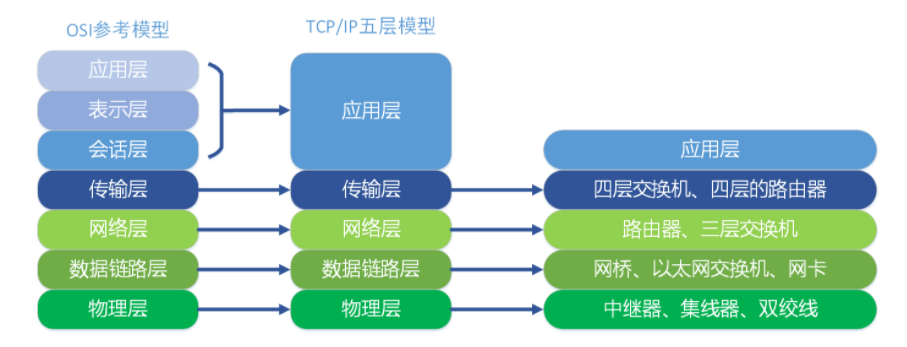 OSI参考模型
TCP/IP五层模型
应用层
表示层
会话层
应用层
应用层
传输层
传输层
四层交换机、四层的路由器
网络层
网络层
路由器、三层交换机
数据链路层
数据链路层
网桥、以太网交换机、网卡
物理层
物理层
中继器、集线器、双绞线